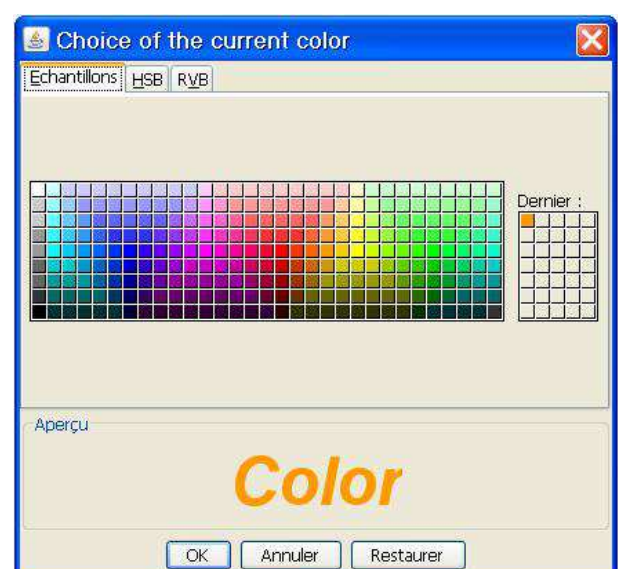 Choice of the current color
Echantillons HSB RVB
Dernier :
Aperçu
Color
OK Annuler Restaurer